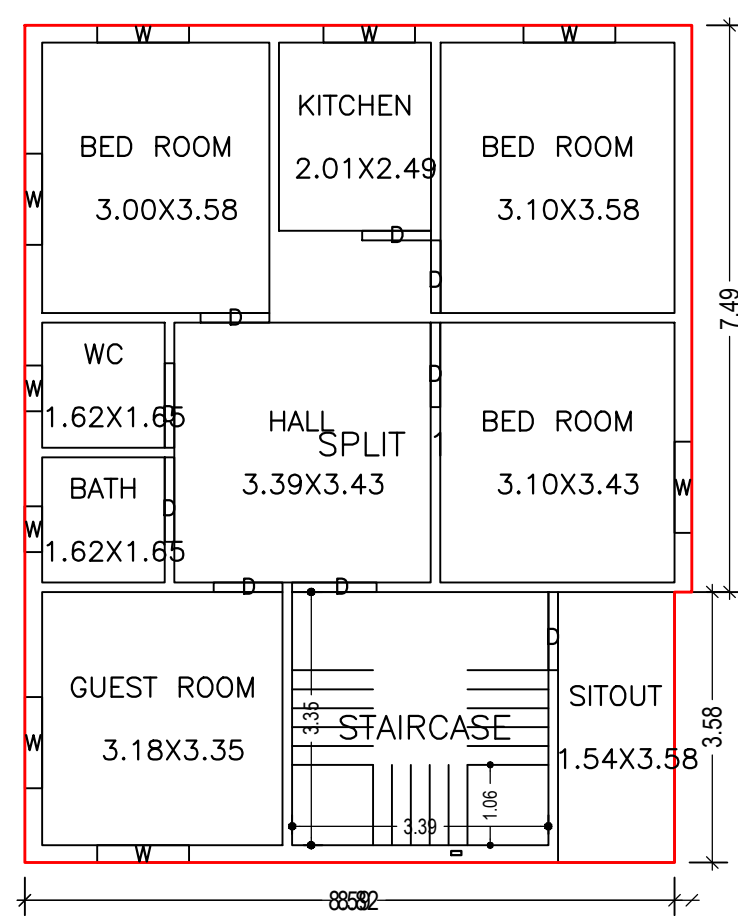 W
W
W
BED ROOM
3.00X3.58
KITCHEN
2.01X2.49
BED ROOM
3.10X3.58
W
D
D
D
7.49
WC
1.62X1.65
W
D
D
HALL
SPLIT 1
3.39X3.43
BED ROOM
3.10X3.43
W
BATH
1.62X1.65
W
D
D
D
D
GUEST ROOM
3.18X3.35
W
W
3.35
STAIRCASE
1.06
3.39
SITOUT
1.54X3.58
3.58